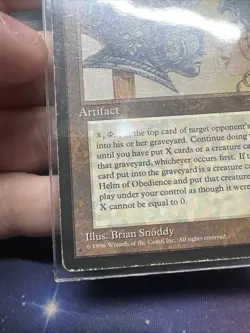 Artifact
X, : Put the top card of target opponent's
into his or her graveyard. Continue doing
until you have put X cards or a creature ca
that graveyard, whichever occurs first. If t
card put into the graveyard is a creature ca
Helm of Obedience and put that creature
play under your control as though it were
X cannot be equal to 0.
Illus. Brian Snõddy
© 1996 Wizards of the Coast, Inc. All rights reserved.